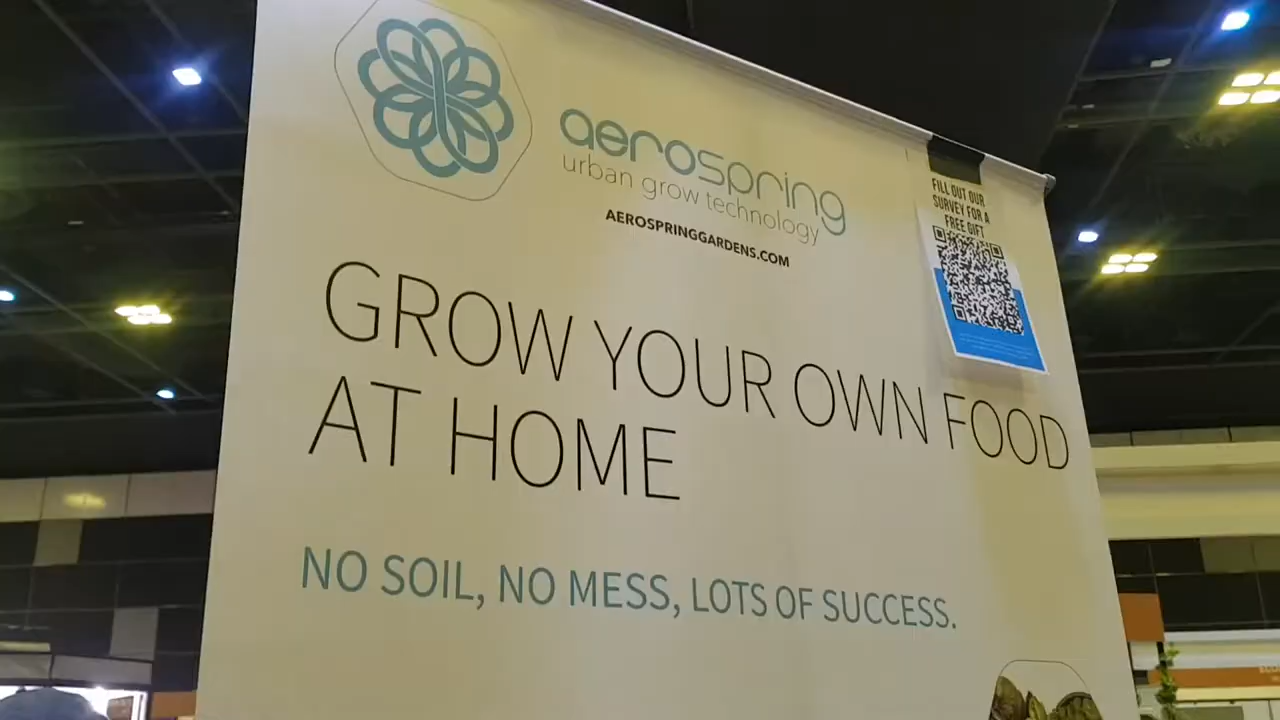 aerospring
urban grow technology
AEROSPRINGGARDENS.COM
FILL OUT OUR
SURVEY FOR A
FREE GIFT
GROW YOUR OWN FOOD
AT HOME
NO SOIL, NO MESS, LOTS OF SUCCESS.